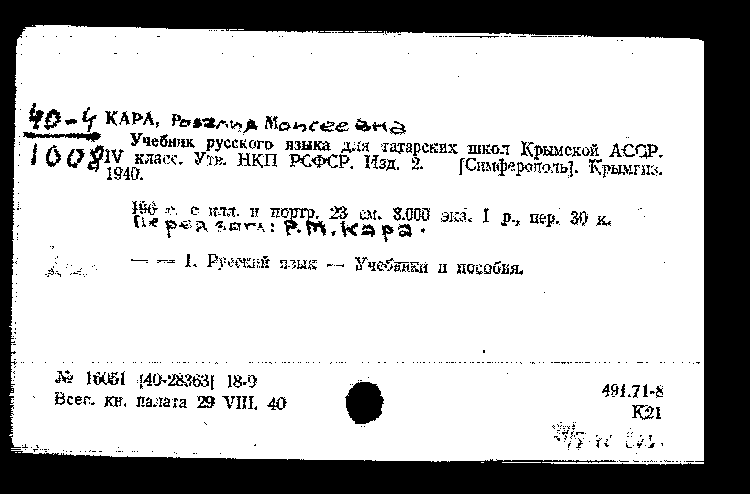 40-4
1008
КАРА, Розалия Моисеевна
Учебник русского языка для татарских школ Крымской АССР.
IV класс. Утв. НКП РСФСР. Изд. 2. [Симферополь]. Крымгиз.
1940.
196 с. с илл. и портр. 23 см. 8.000 экз. 1 р., пер. 30 к.
Перед загл.: Р.М. Кара.
— — 1. Русский язык — Учебники и пособия.
№ 16051 [40-28363] 18-9
Всес. кн. палата 29 VIII. 40
491.71-8
К21